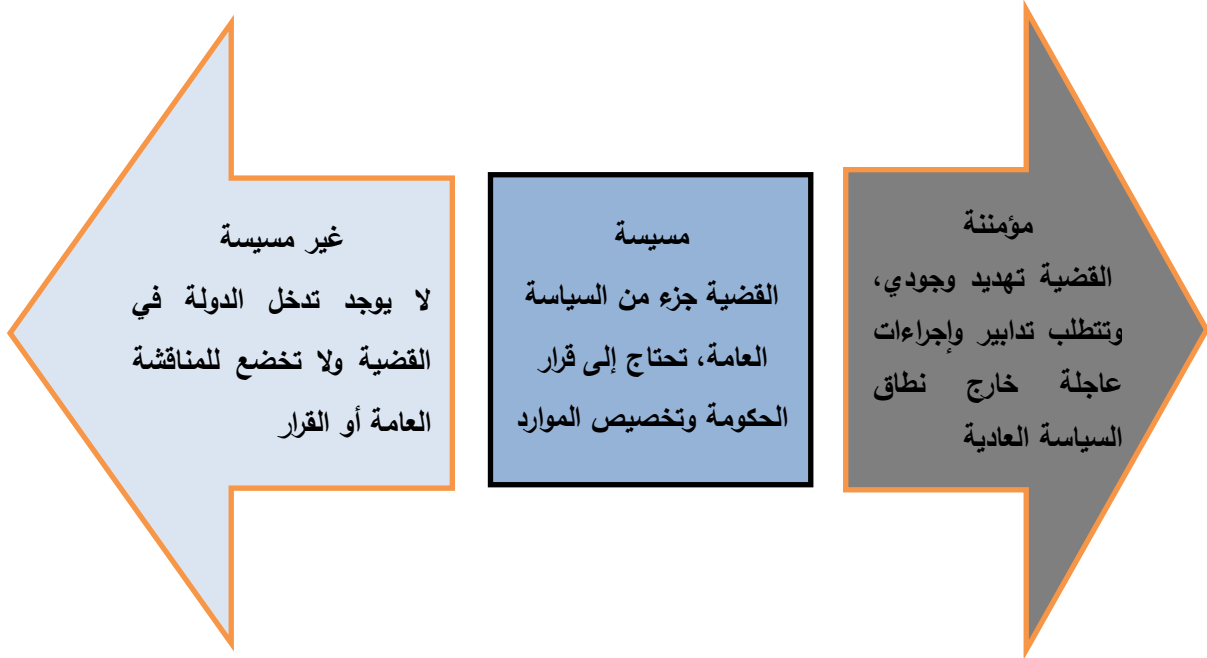 مؤمننة
القضية تهديد وجودي،
وتتطلب تدابير وإجراءات
عاجلة خارج نطاق
السياسة العادية
مسيسة
القضية جزء من السياسة
العامة، تحتاج إلى قرار
الحكومة وتخصيص الموارد
غير مسيسة
لا يوجد تدخل الدولة في
القضية ولا تخضع للمناقشة
العامة أو القرار